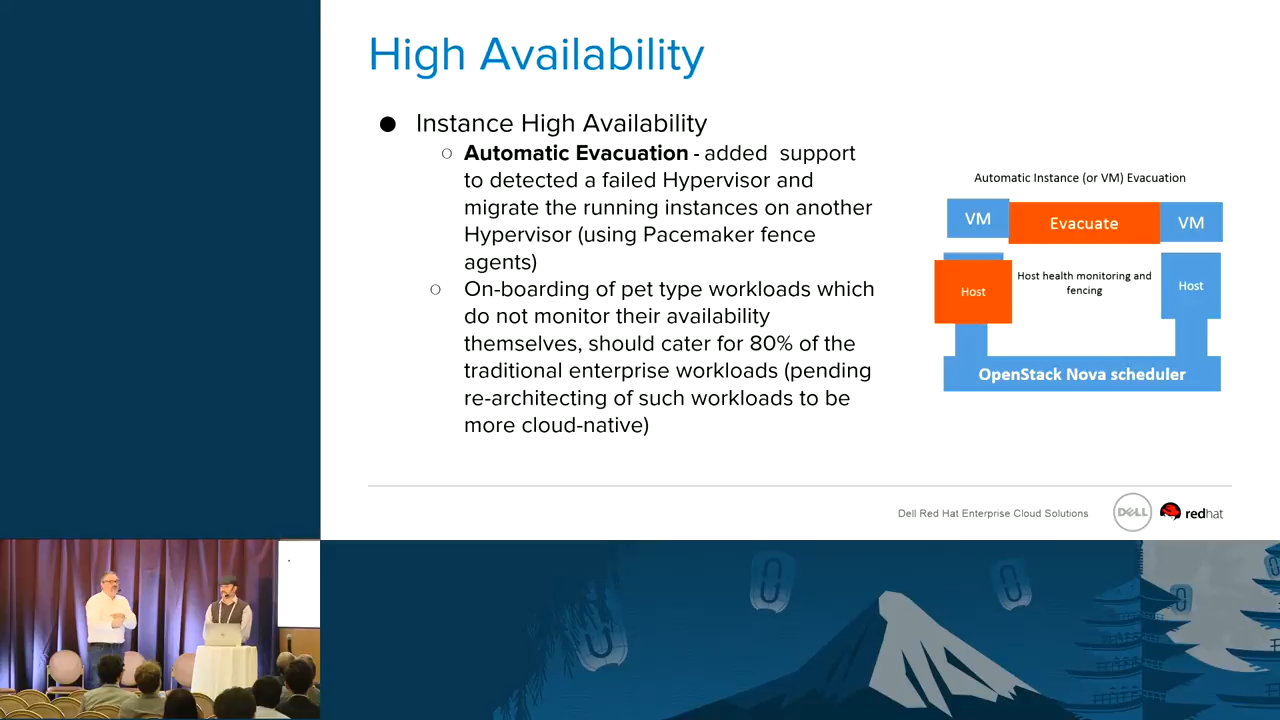 High Availability
● Instance High Availability
○ Automatic Evacuation - added support
to detected a failed Hypervisor and
migrate the running instances on another
Hypervisor (using Pacemaker fence
agents)
○ On-boarding of pet type workloads which
do not monitor their availability
themselves, should cater for 80% of the
traditional enterprise workloads (pending
re-architecting of such workloads to be
more cloud-native)
Automatic Instance (or VM) Evacuation
VM
Evacuate
VM
Host
Host health monitoring and
fencing
Host
OpenStack Nova scheduler
Dell Red Hat Enterprise Cloud Solutions
DELL
redhat